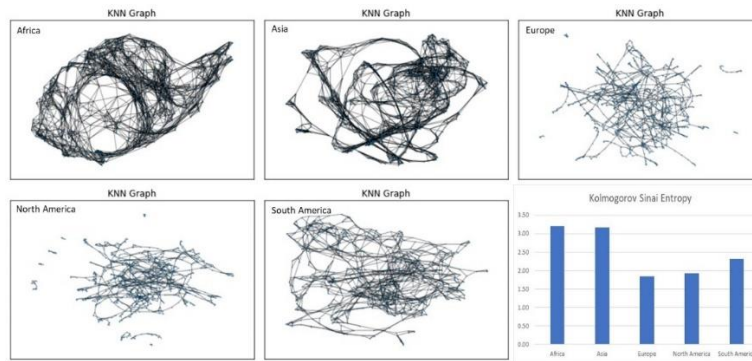 KNN Graph
Africa
KNN Graph
Asia
KNN Graph
Europe
KNN Graph
North America
KNN Graph
South America
Kolmogorov Sinai Entropy
3.50
3.00
2.50
2.00
1.50
1.00
0.50
0.00
Africa
Asia
Europe
North America
South America